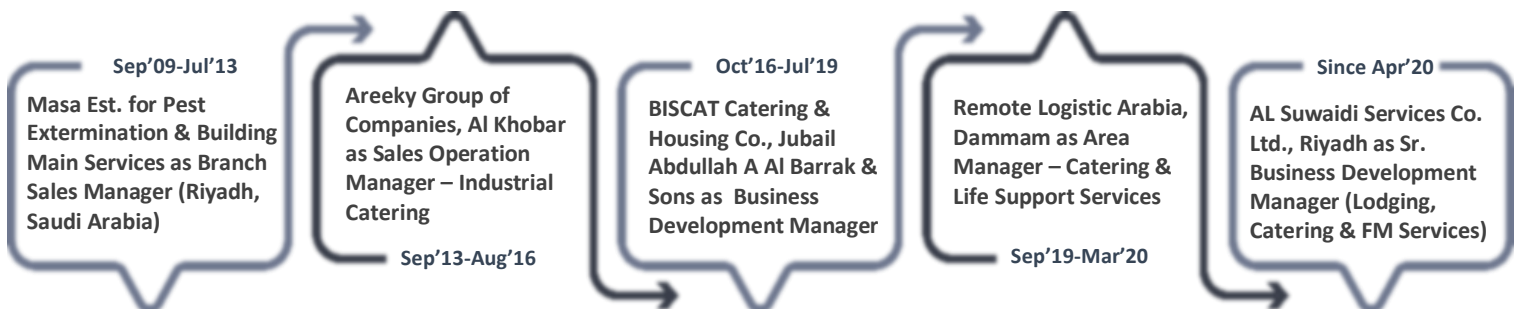 Sep’09-Jul’13
Masa Est. for Pest
Extermination & Building
Main Services as Branch
Sales Manager (Riyadh,
Saudi Arabia)
Areeky Group of
Companies, Al Khobar
as Sales Operation
Manager – Industrial
Catering
Sep’13-Aug’16
Oct’16-Jul’19
BISCAT Catering &
Housing Co., Jubail
Abdullah A Al Barrak &
Sons as Business
Development Manager
Remote Logistic Arabia,
Dammam as Area
Manager – Catering &
Life Support Services
Sep’19-Mar’20
Since Apr’20
AL Suwaidi Services Co.
Ltd., Riyadh as Sr.
Business Development
Manager (Lodging,
Catering & FM Services)